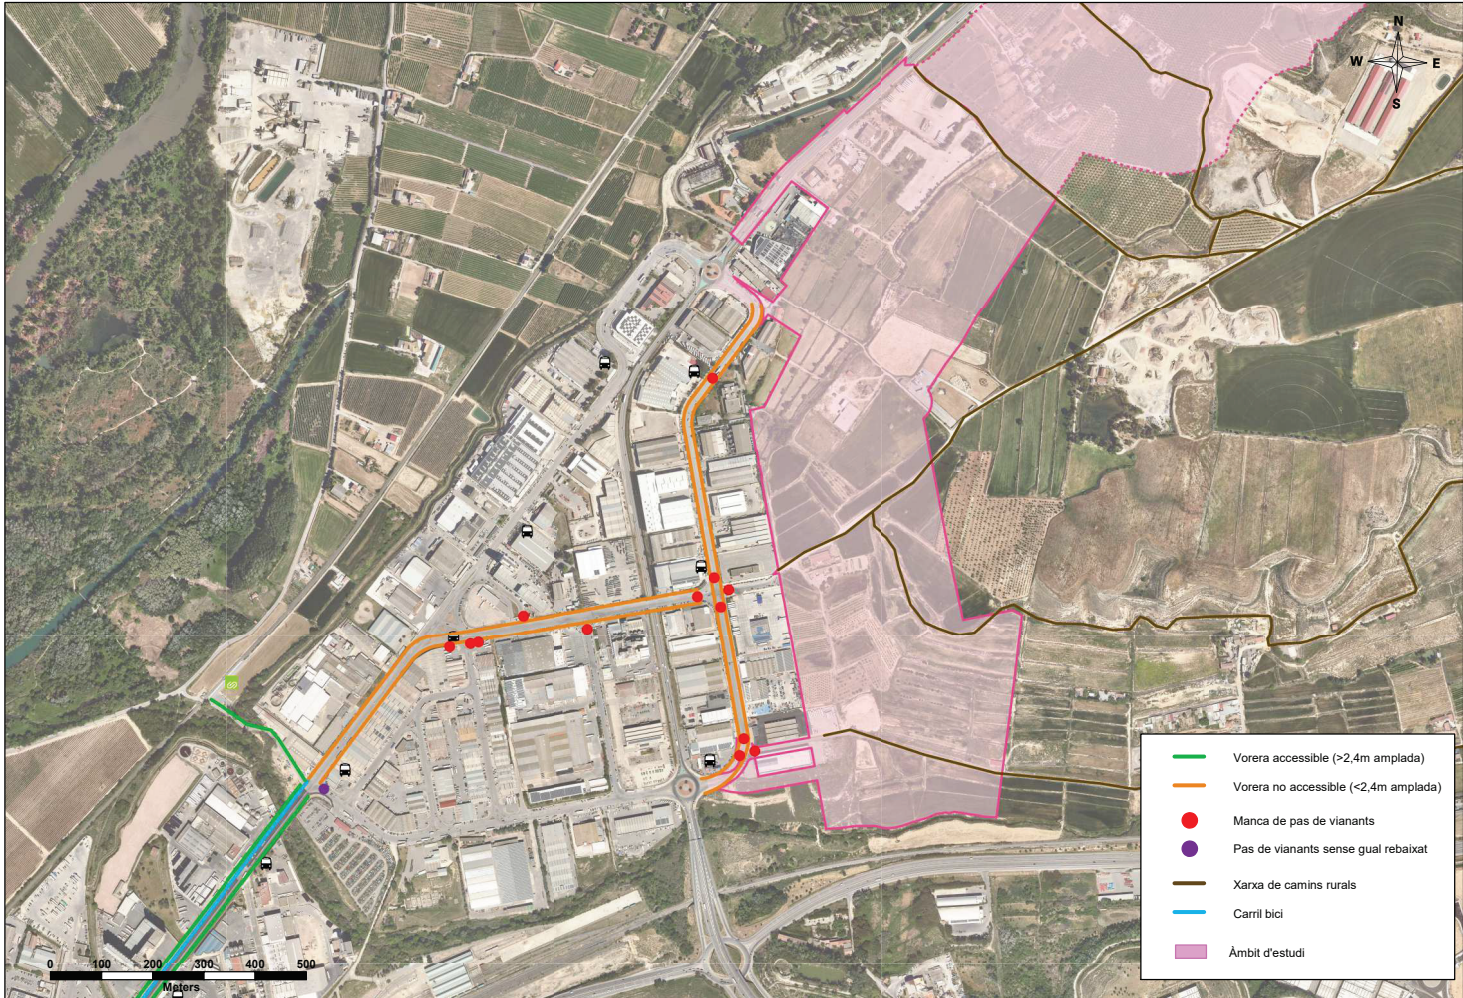 N
W E
S
Vorera accessible (>2,4m amplada)
Vorera no accessible (<2,4m amplada)
Manca de pas de vianants
Pas de vianants sense gual rebaixat
Xarxa de camins rurals
Carril bici
Àmbit d'estudi
0 100 200 300 400 500
Meters